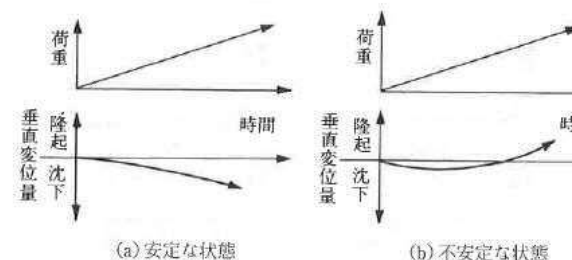 荷重
荷重
垂直変位量
隆起
沈下
時間
垂直変位量
隆起
沈下
時
(a)安定な状態
(b)不安定な状態